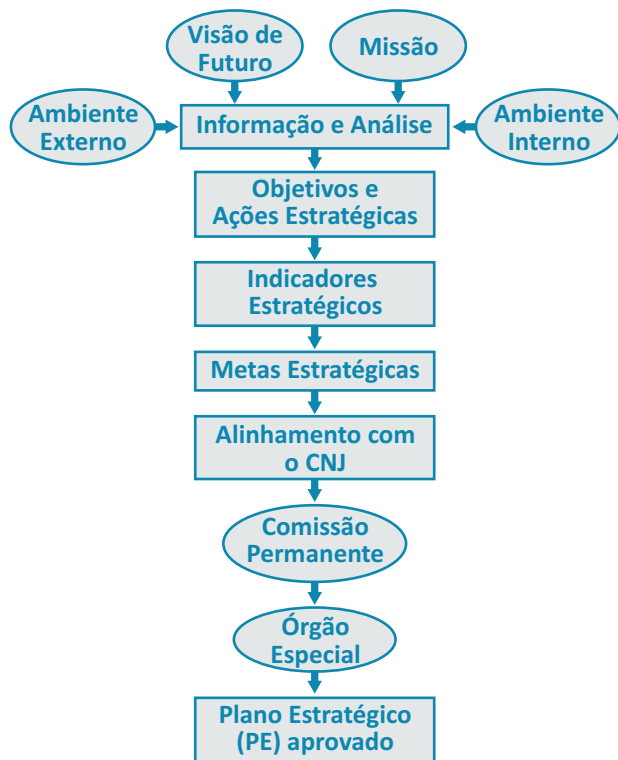 Visão de
Futuro
Missão
Ambiente
Externo
Informação e Análise
Ambiente
Interno
Objetivos e
Ações Estratégicas
Indicadores
Estratégicos
Metas Estratégicas
Alinhamento com
o CNJ
Comissão
Permanente
Órgão
Especial
Plano Estratégico
(PE) aprovado